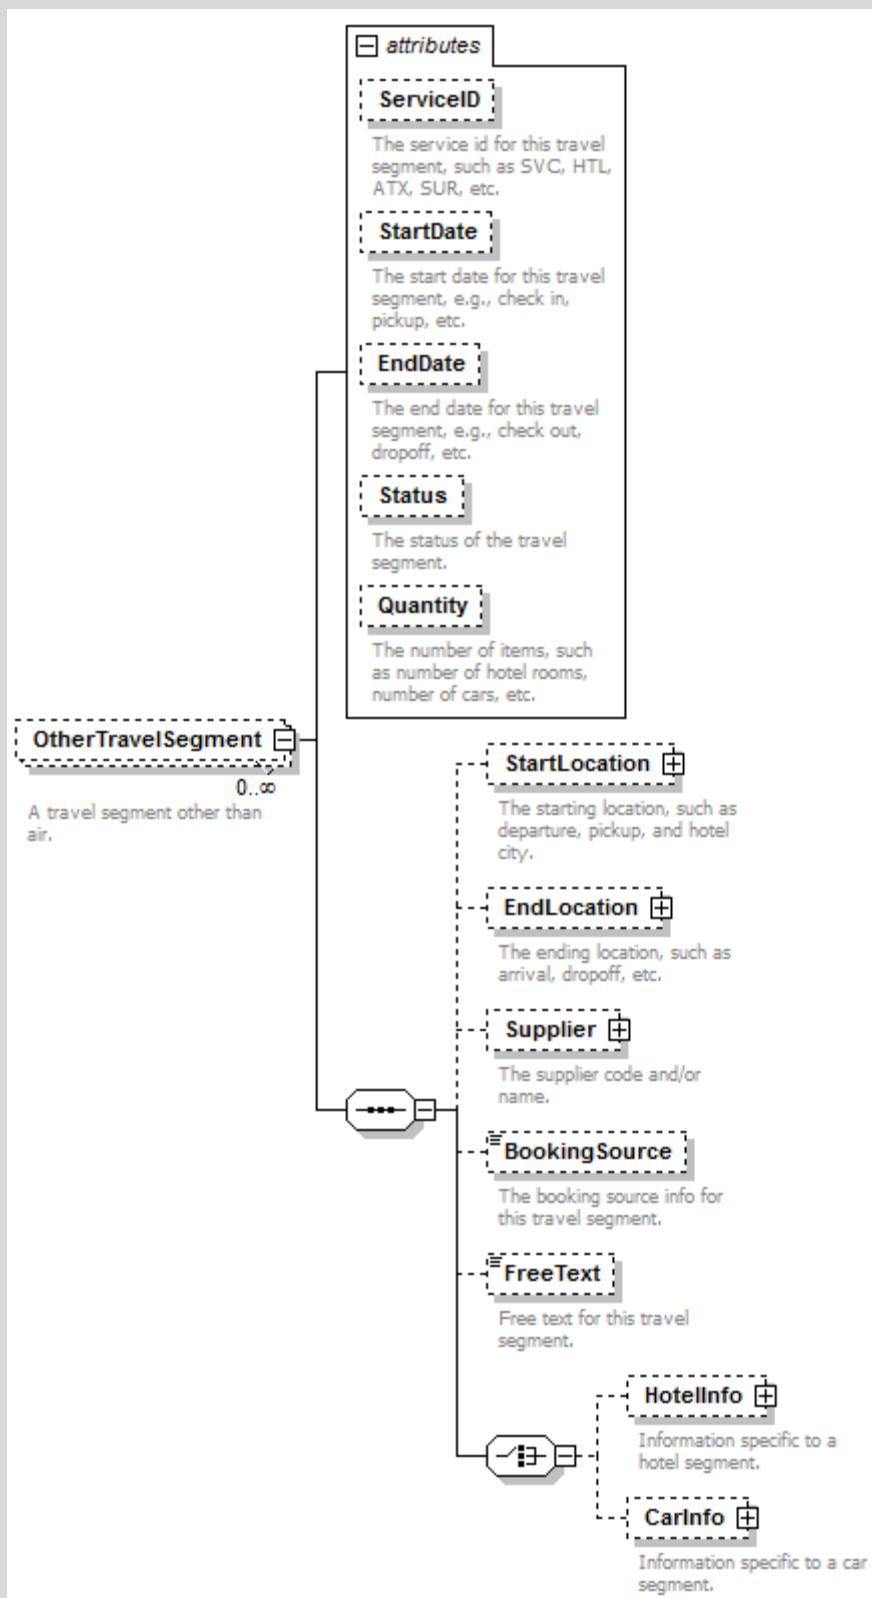 attributes
ServiceID
The service id for this travel
segment, such as SVC, HTL,
ATX, SUR, etc.
StartDate
The start date for this travel
segment, e.g., check in,
pickup, etc.
EndDate
The end date for this travel
segment, e.g., check out,
dropoff, etc.
Status
The status of the travel
segment.
Quantity
The number of items, such
as number of hotel rooms,
number of cars, etc.
OtherTravelSegment
0..∞
A travel segment other than
air.
StartLocation
The starting location, such as
departure, pickup, and hotel
city.
EndLocation
The ending location, such as
arrival, dropoff, etc.
Supplier
The supplier code and/or
name.
BookingSource
The booking source info for
this travel segment.
FreeText
Free text for this travel
segment.
HotelInfo
Information specific to a
hotel segment.
CarInfo
Information specific to a car
segment.